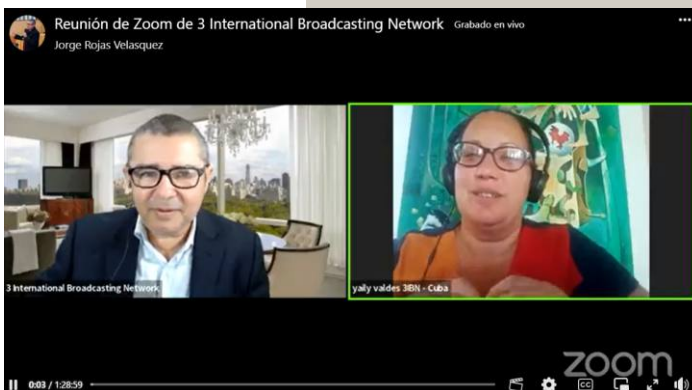 Reunión de Zoom de 3 International Broadcasting Network Grabado en vivo
Jorge Rojas Velasquez
3 International Broadcasting Network
yaily valdes 3IBN - Cuba
zoom
0:03 / 1:28:59
CC